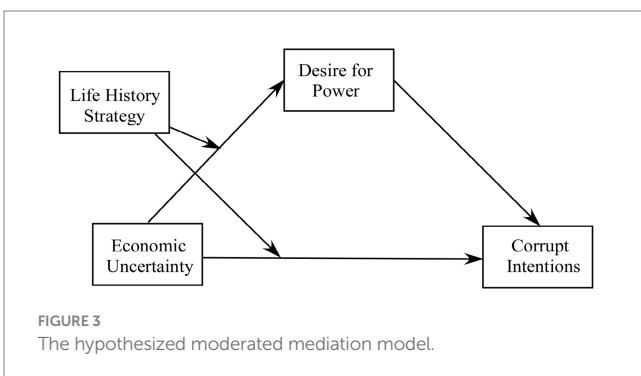 Desire for
Power
Life History
Strategy
Economic
Uncertainty
Corrupt
Intentions
FIGURE 3
The hypothesized moderated mediation model.